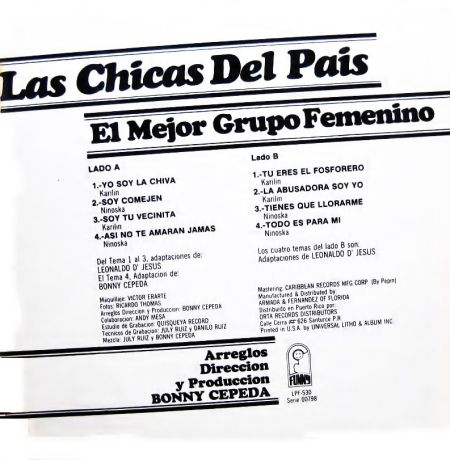 Las Chicas Del Pais
El Mejor Grupo Femenino
LADO A
1.-YO SOY LA CHIVA
Karilin
2.-SOY COMEJEN
Ninoska
3.-SOY TU VECINITA
Karilin
4.-ASI NO TE AMARAN JAMAS
Ninoska
Del Tema 1 al 3, adaptaciones de:
LEONALDO D' JESUS
El Tema 4, Adaptacion de:
BONNY CEPEDA
Maquillaje: VICTOR ERARTE
Fotos: RICARDO THOMAS
Arreglos Direccion y Produccion: BONNY CEPEDA
Colaboracion: ANDY MESA
Estudio de Grabacion: QUISQUEYA RECORD
Tecnicos de Grabacion: JULY RUIZ y DANILO RUIZ
Mezcla: JULY RUIZ y BONNY CEPEDA
Lado B
1.-TU ERES EL FOSFORERO
Karilin
2.-LA ABUSADORA SOY YO
Karilin
3.-TIENES QUE LLORARME
Ninoska
4.-TODO ES PARA MI
Ninoska
Los cuatro temas del lado B son:
Adaptaciones de LEONALDO D' JESUS
Mastering: CARIBBEAN RECORDS MFG CORP (By Pepin)
Manufactured & Distributed by
ARMADA & FERNANDEZ OF FLORIDA
Distribuido en Puerto Rico por:
ORTA RECORDS DISTRIBUTORS
Calle Cerra # 626 Santurce P.R.
Printed in U.S.A. by UNIVERSAL LITHO & ALBUM INC.
Arreglos
Direccion
y Produccion
BONNY CEPEDA
FUNNY
LPF-530
Serie 00798